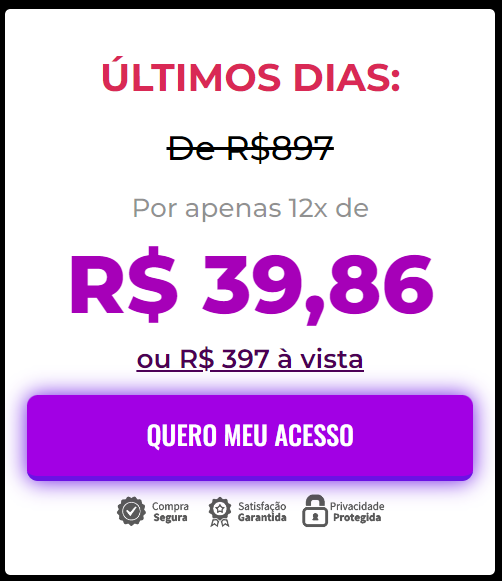 ÚLTIMOS DIAS:
De R$897
Por apenas 12x de
R$ 39,86
ou R$ 397 à vista
QUERO MEU ACESSO
Compra Segura
Satisfação Garantida
Privacidade Protegida